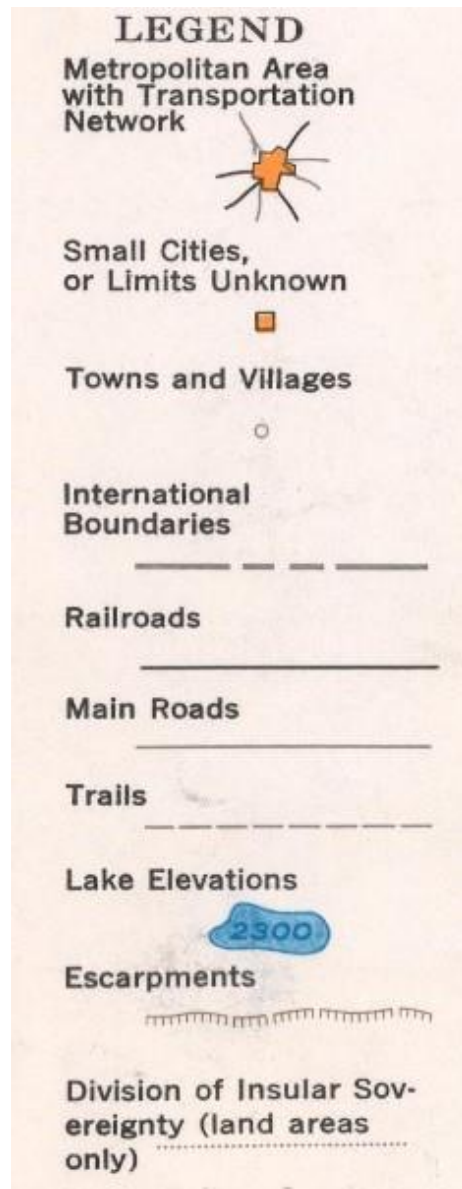 LEGEND
Metropolitan Area
with Transportation
Network
Small Cities,
or Limits Unknown
Towns and Villages
International
Boundaries
Railroads
Main Roads
Trails
Lake Elevations
2300
Escarpments
Division of Insular Sov-
ereignty (land areas
only)